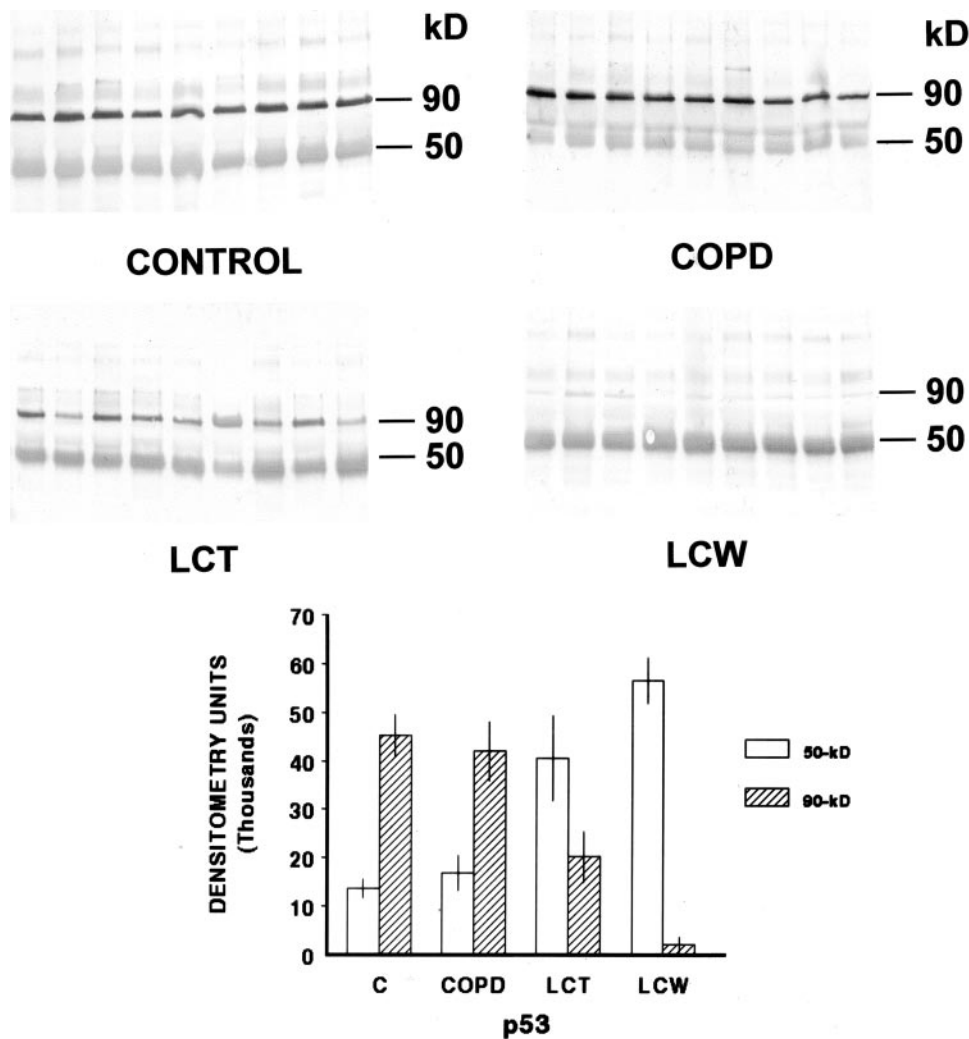 kD
90
50
CONTROL
kD
90
50
COPD
90
50
LCT
90
50
LCW
DENSITOMETRY UNITS
(Thousands)
70
60
50
40
30
20
10
0
C COPD LCT LCW
p53
50-kD
90-kD